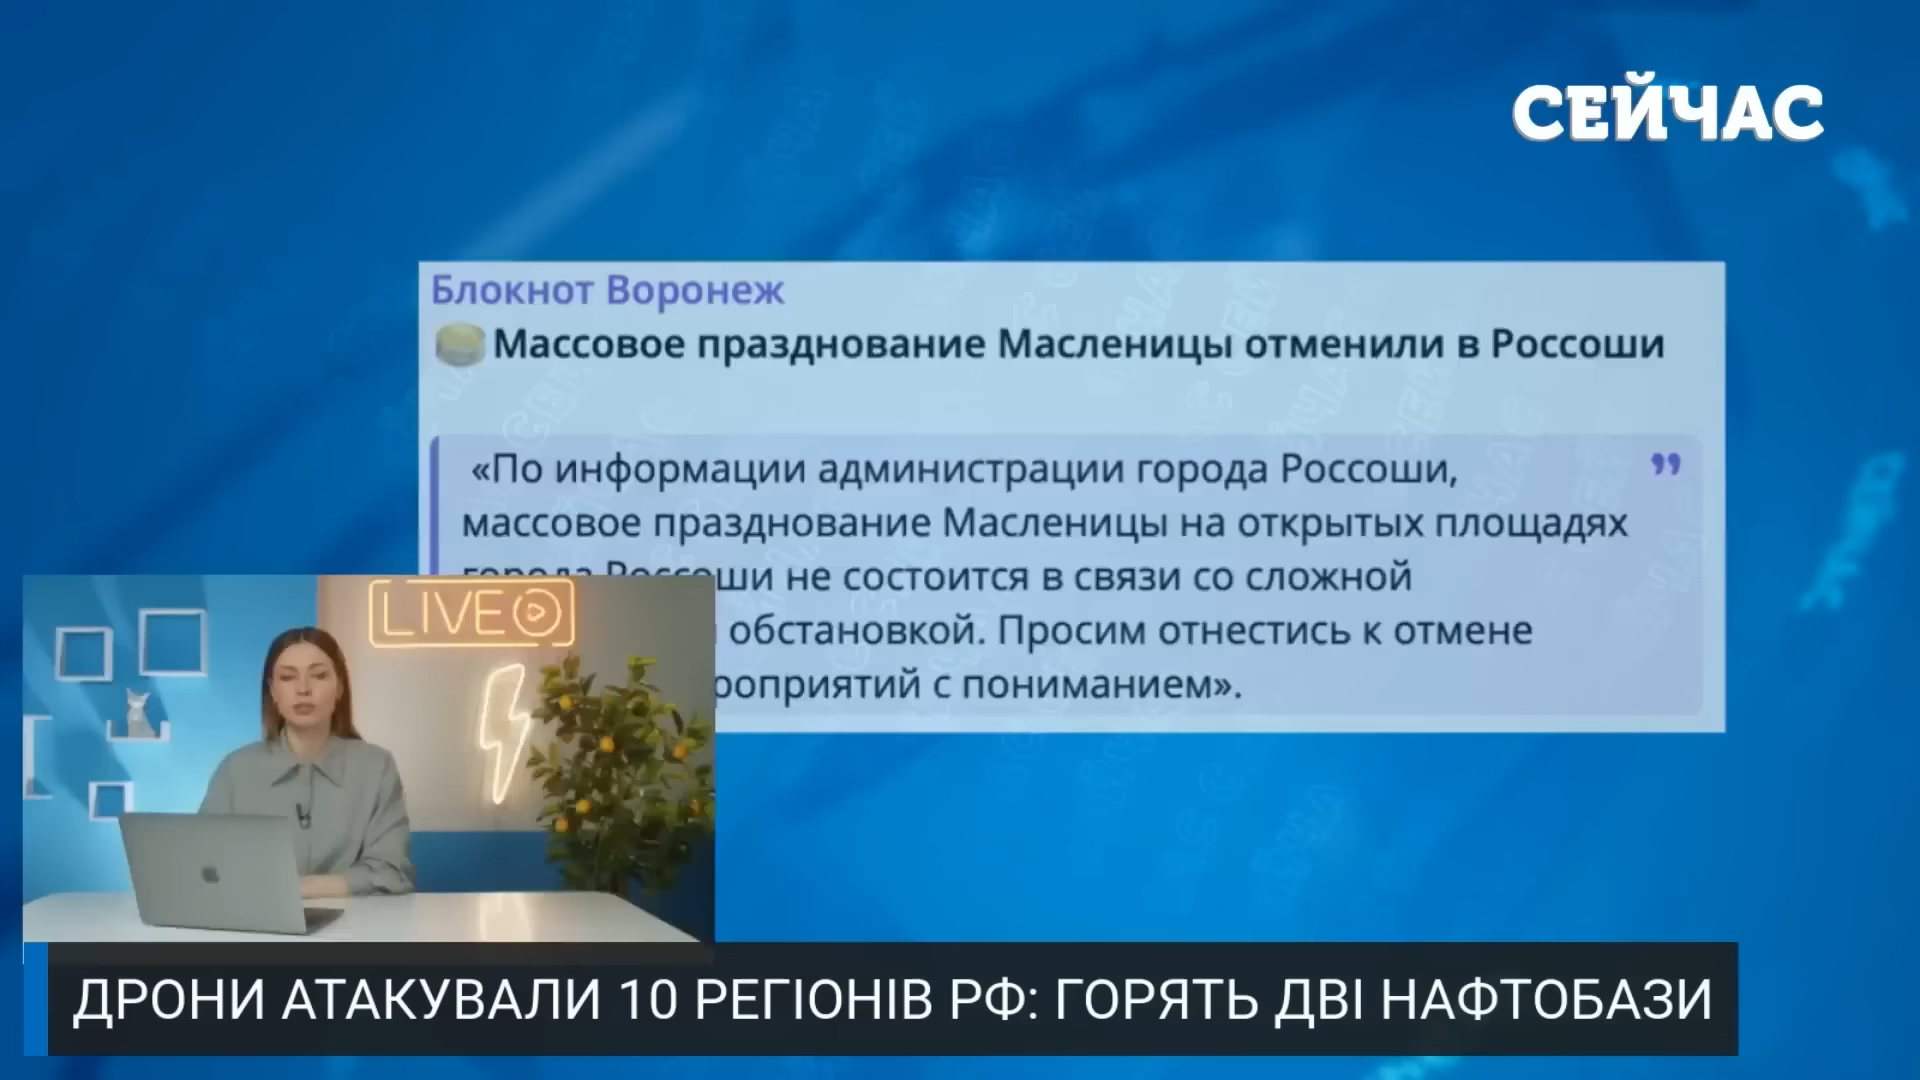 СЕЙЧАС
Блокнот Воронеж
Массовое празднование Масленицы отменили в Россоши
«По информации администрации города Россоши,
массовое празднование Масленицы на открытых площадях
города Россоши не состоится в связи со сложной
обстановкой. Просим отнестись к отмене
роприятий с пониманием».
LIVE
ДРОНИ АТАКУВАЛИ 10 РЕГІОНІВ РФ: ГОРЯТЬ ДВІ НАФТОБАЗИ